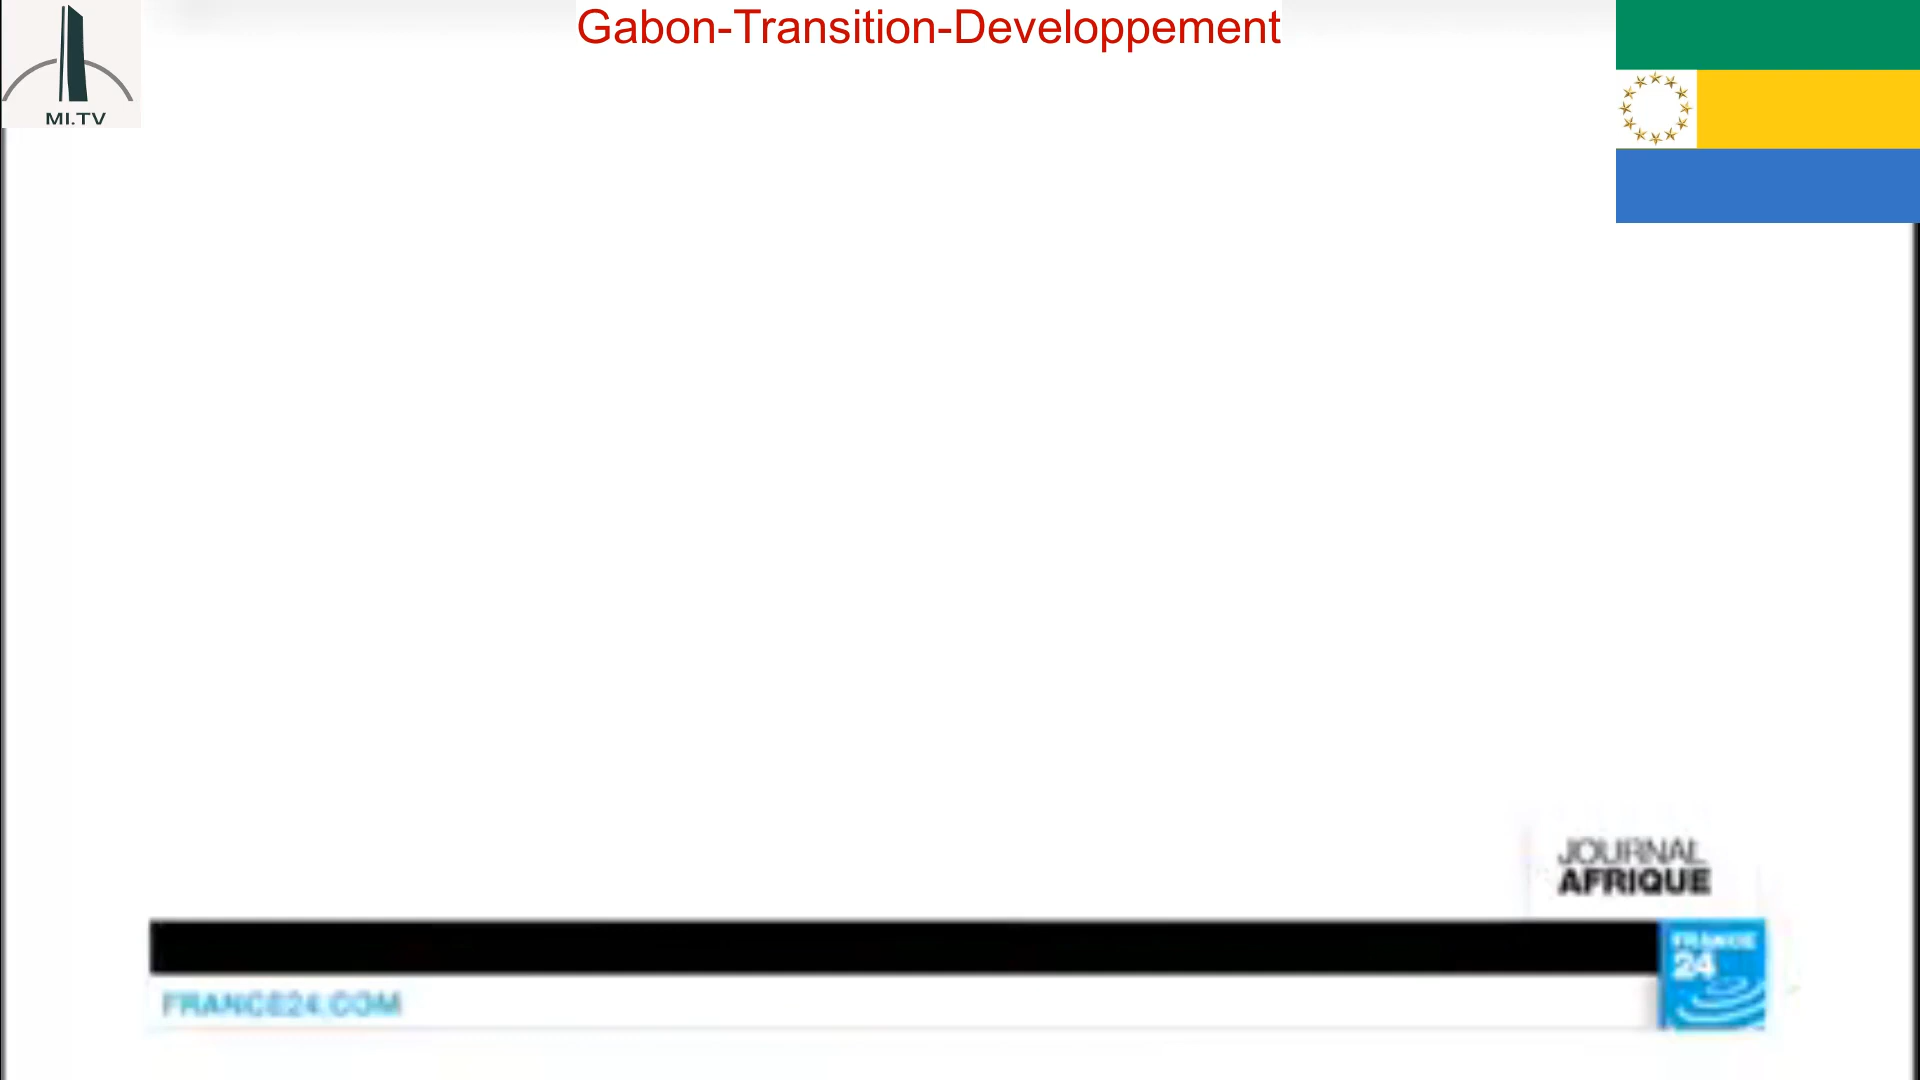 Gabon-Transition-Developpement
MI.TV
JOURNAL
AFRIQUE
FRANCE
24
FRANCE24.COM